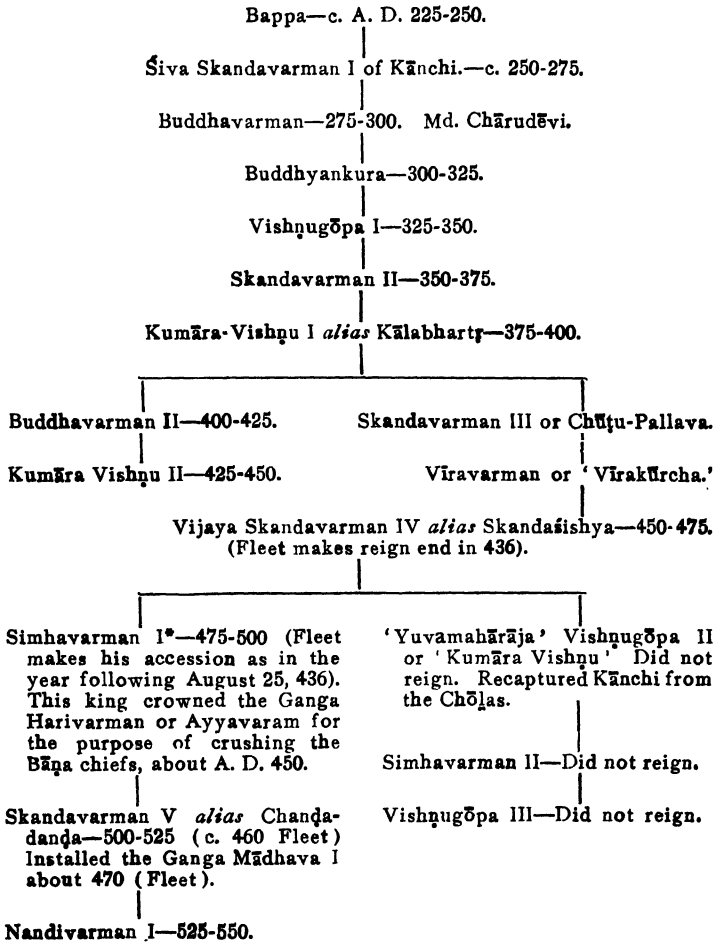 Bappa—c. A. D. 225-250.
Śiva Skandavarman I of Kānchi.—c. 250-275.
Buddhavarman—275-300. Md. Chārudēvi.
Buddhyankura—300-325.
Vishṇugōpa I—325-350.
Skandavarman II—350-375.
Kumāra-Vishṇu I alias Kālabhartṛ—375-400.
Buddhavarman II—400-425.
Kumāra Vishṇu II—425-450.
Skandavarman III or Chūṭu-Pallava.
Vīravarman or ‘Vīrakūrcha.’
Vijaya Skandavarman IV alias Skandaśishya—450-475.
(Fleet makes reign end in 436).
Simhavarman I*—475-500 (Fleet
makes his accession as in the
year following August 25, 436).
This king crowned the Ganga
Harivarman or Ayyavaram for
the purpose of crushing the
Bāṇa chiefs, about A. D. 450.
Skandavarman V alias Chanḍa-
danḍa—500-525 (c. 460 Fleet)
Installed the Ganga Mādhava I
about 470 (Fleet).
Nandivarman I—525-550.
‘Yuvamahārāja’ Vishṇugōpa II
or ‘Kumāra Vishṇu’ Did not
reign. Recaptured Kānchi from
the Chōḻas.
Simhavarman II—Did not reign.
Vishṇugōpa III—Did not reign.